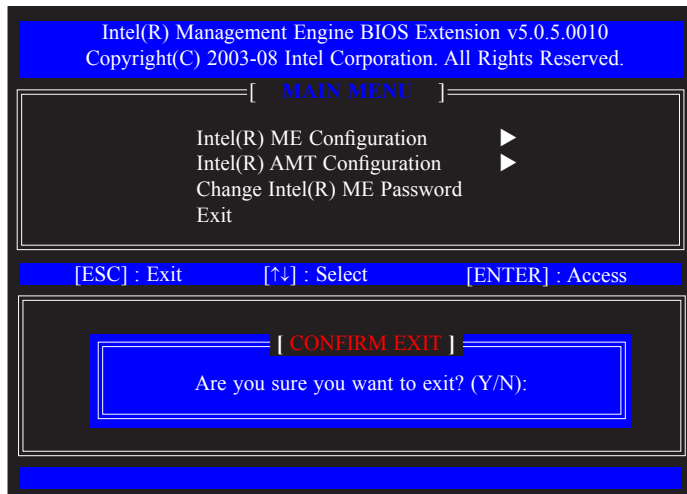 Intel(R) Management Engine BIOS Extension v5.0.5.0010
Copyright(C) 2003-08 Intel Corporation. All Rights Reserved.
[ MAIN MENU ]
Intel(R) ME Configuration ▶
Intel(R) AMT Configuration ▶
Change Intel(R) ME Password
Exit
[ESC] : Exit [↑↓] : Select [ENTER] : Access
[ CONFIRM EXIT ]
Are you sure you want to exit? (Y/N):